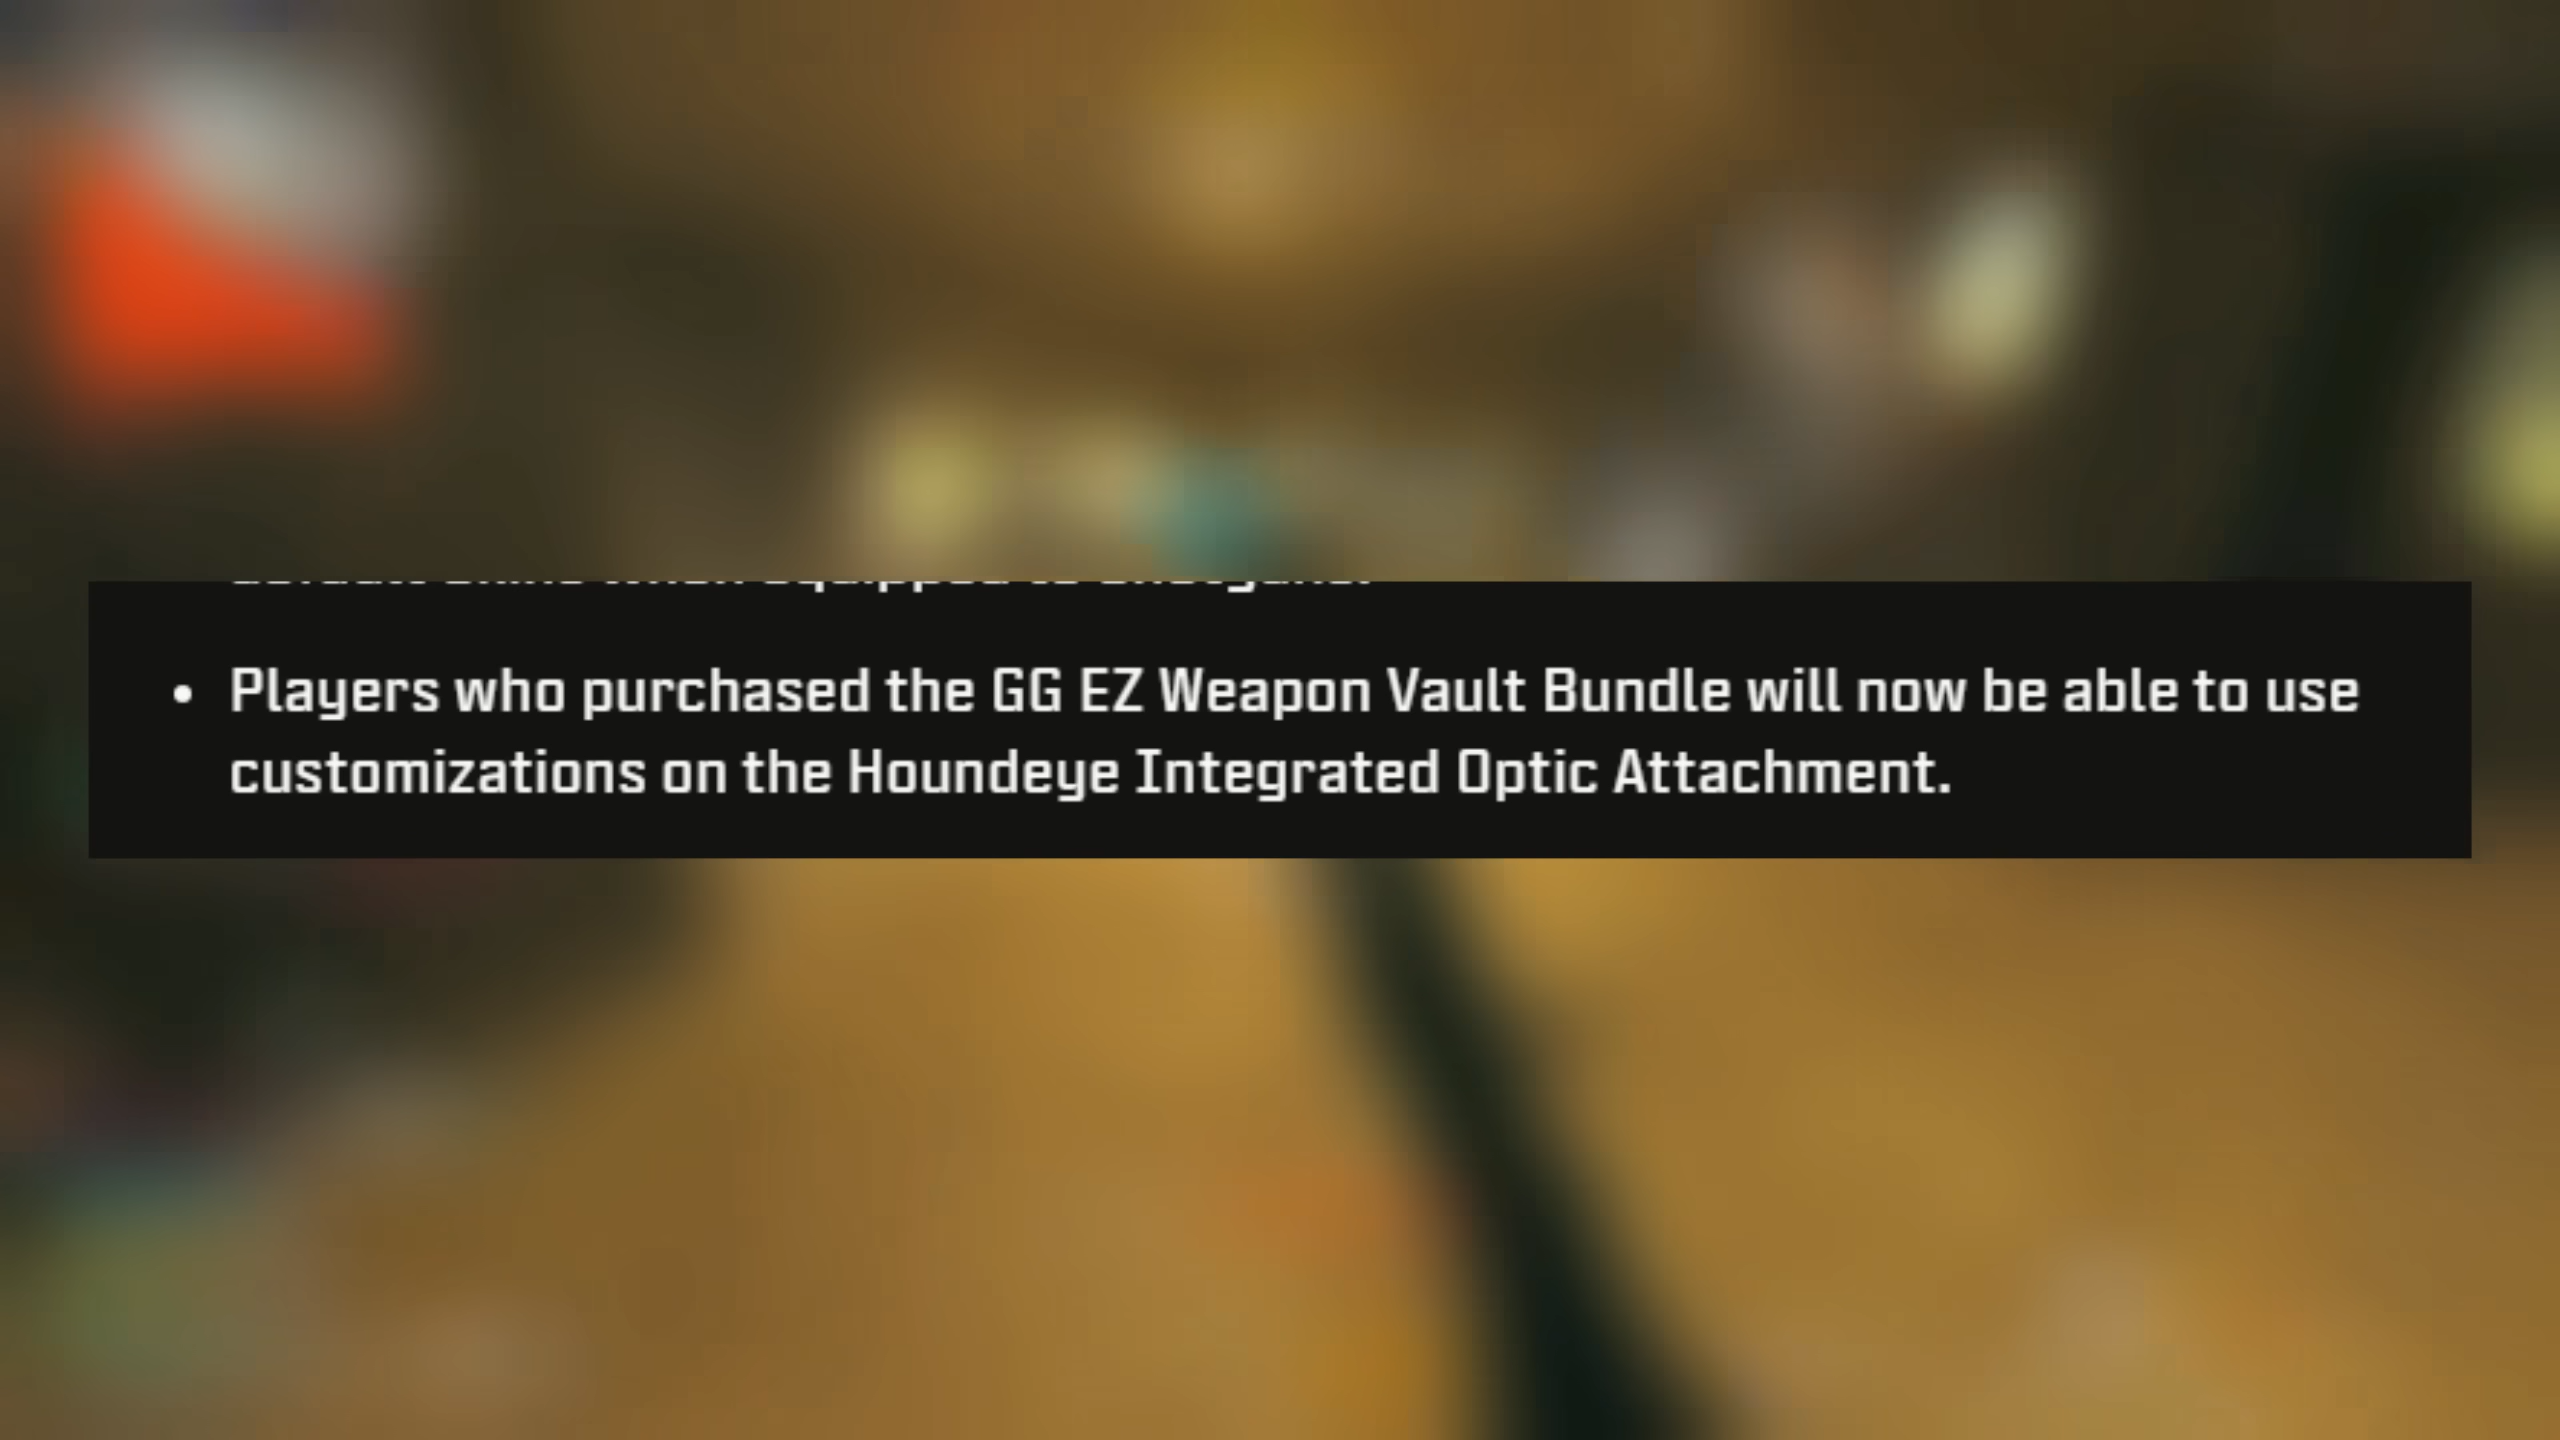 • Players who purchased the GG EZ Weapon Vault Bundle will now be able to use
customizations on the Houndeye Integrated Optic Attachment.